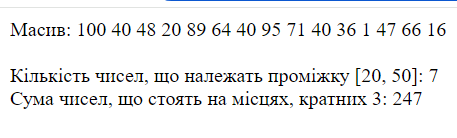 Масив: 100 40 48 20 89 64 40 95 71 40 36 1 47 66 16
Кількість чисел, що належать проміжку [20, 50]: 7
Сума чисел, що стоять на місцях, кратних 3: 247